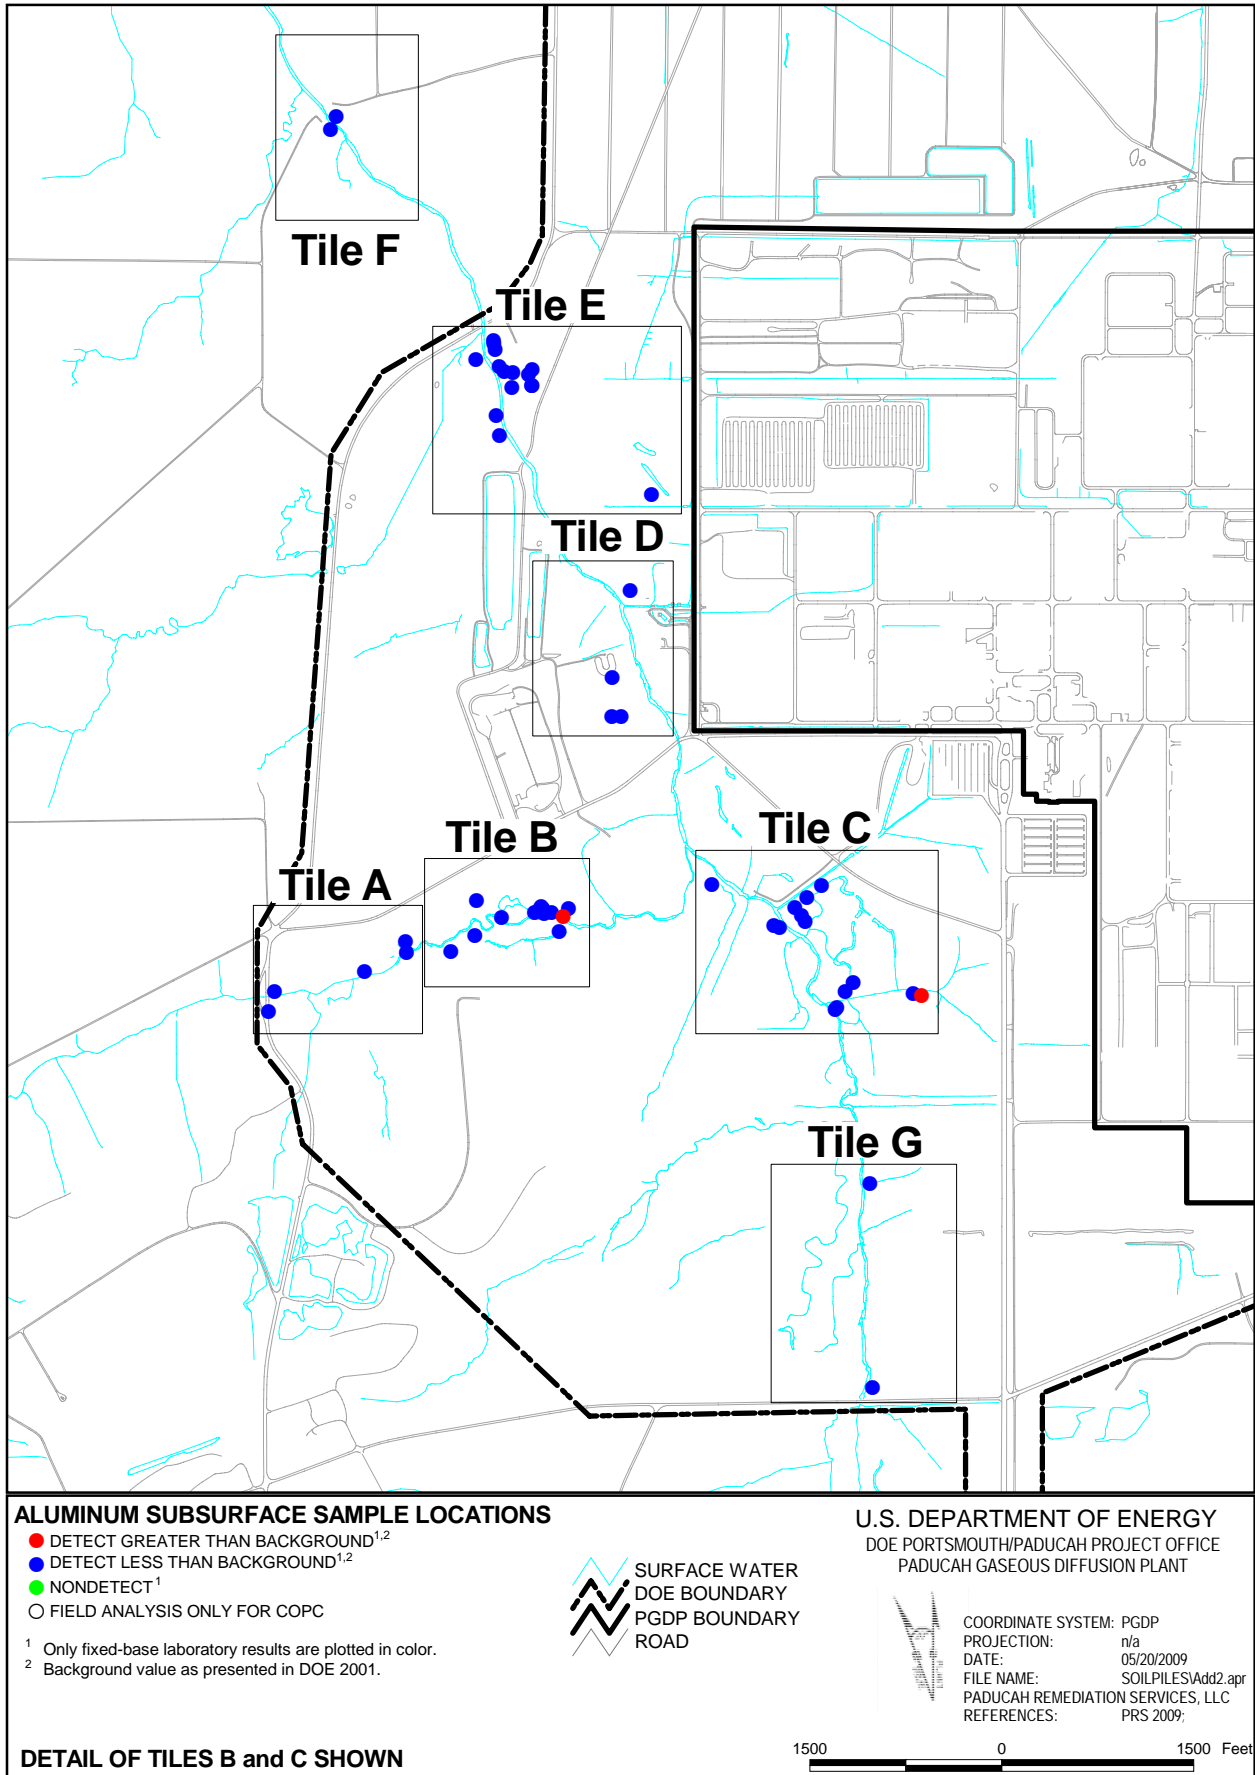 Tile F
Tile E
Tile D
Tile B
Tile C
Tile A
Tile G
ALUMINUM SUBSURFACE SAMPLE LOCATIONS
DETECT GREATER THAN BACKGROUND1,2
DETECT LESS THAN BACKGROUND1,2
NONDETECT1
FIELD ANALYSIS ONLY FOR COPC
1 Only fixed-base laboratory results are plotted in color.
2 Background value as presented in DOE 2001.
DETAIL OF TILES B and C SHOWN
SURFACE WATER
DOE BOUNDARY
PGDP BOUNDARY
ROAD
U.S. DEPARTMENT OF ENERGY
DOE PORTSMOUTH/PADUCAH PROJECT OFFICE
PADUCAH GASEOUS DIFFUSION PLANT
COORDINATE SYSTEM: PGDP
PROJECTION: n/a
DATE: 05/20/2009
FILE NAME: SOILPILES\Add2.apr
PADUCAH REMEDIATION SERVICES, LLC
REFERENCES: PRS 2009;
1500 0 1500 Feet